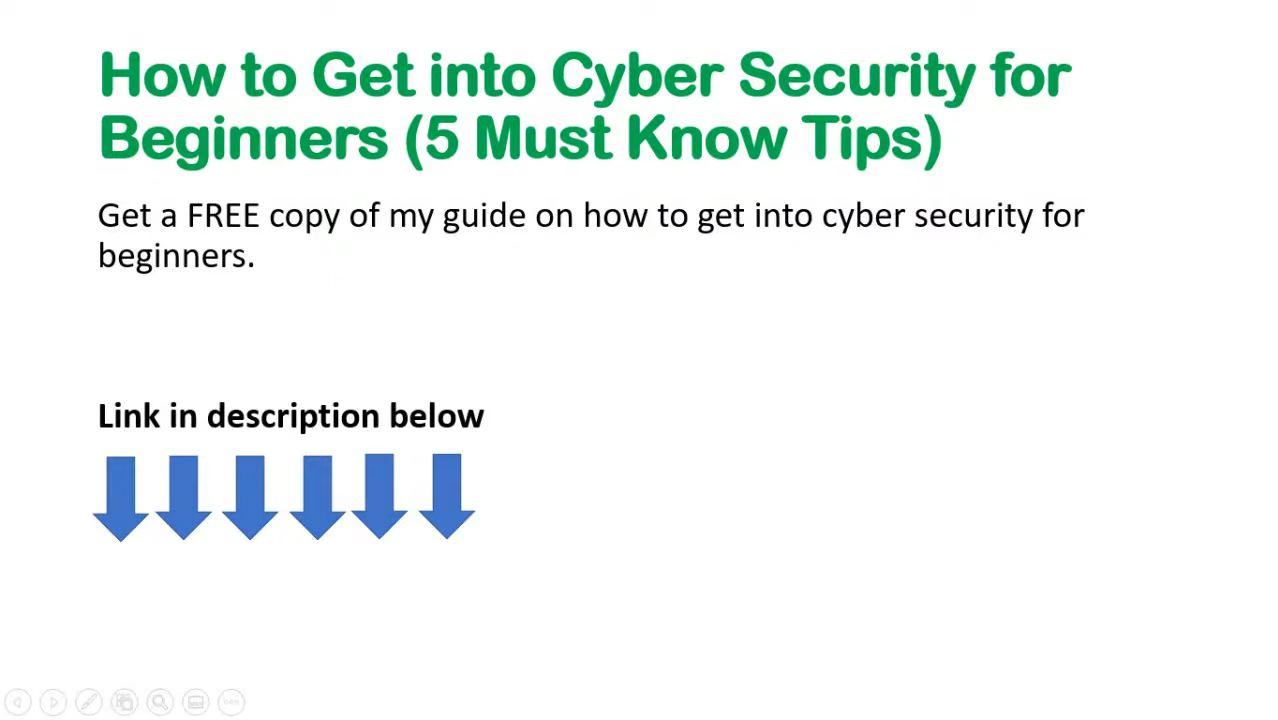 How to Get into Cyber Security for
Beginners (5 Must Know Tips)
Get a FREE copy of my guide on how to get into cyber security for
beginners.
Link in description below